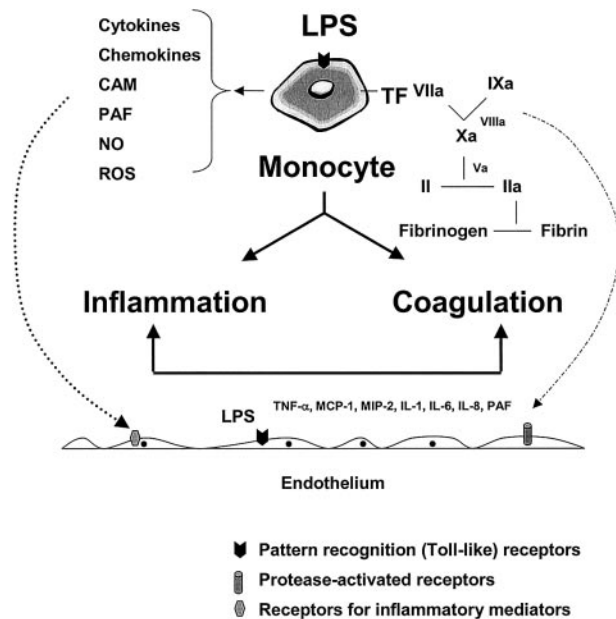 Cytokines
Chemokines
CAM
PAF
NO
ROS
LPS
TF
VIIa
IXa
VIIIa
Xa
Va
II
IIa
Fibrinogen
Fibrin
Monocyte
Inflammation
Coagulation
TNF-α, MCP-1, MIP-2, IL-1, IL-6, IL-8, PAF
LPS
Endothelium
Pattern recognition (Toll-like) receptors
Protease-activated receptors
Receptors for inflammatory mediators